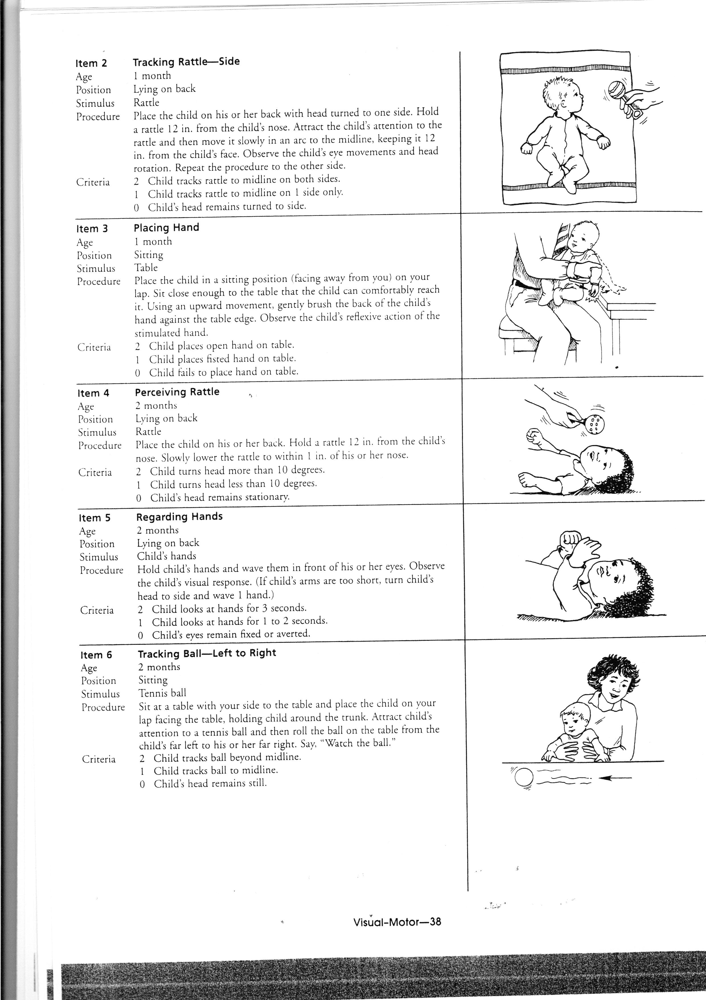 Item 2 Tracking Rattle—Side
Age 1 month
Position Lying on back
Stimulus Rattle
Procedure Place the child on his or her back with head turned to one side. Hold
a rattle 12 in. from the child's nose. Attract the child's attention to the
rattle and then move it slowly in an arc to the midline, keeping it 12
in. from the child's face. Observe the child's eye movements and head
rotation. Repeat the procedure to the other side.
Criteria 2 Child tracks rattle to midline on both sides.
1 Child tracks rattle to midline on 1 side only.
0 Child's head remains turned to side.
Item 3 Placing Hand
Age 1 month
Position Sitting
Stimulus Table
Procedure Place the child in a sitting position (facing away from you) on your
lap. Sit close enough to the table that the child can comfortably reach
it. Using an upward movement, gently brush the back of the child's
hand against the table edge. Observe the child's reflexive action of the
stimulated hand.
Criteria 2 Child places open hand on table.
1 Child places fisted hand on table.
0 Child fails to place hand on table.
Item 4 Perceiving Rattle
Age 2 months
Position Lying on back
Stimulus Rattle
Procedure Place the child on his or her back. Hold a rattle 12 in. from the child's
nose. Slowly lower the rattle to within 1 in. of his or her nose.
Criteria 2 Child turns head more than 10 degrees.
1 Child turns head less than 10 degrees.
0 Child's head remains stationary.
Item 5 Regarding Hands
Age 2 months
Position Lying on back
Stimulus Child's hands
Procedure Hold child's hands and wave them in front of his or her eyes. Observe
the child's visual response. (If child's arms are too short, turn child's
head to side and wave 1 hand.)
Criteria 2 Child looks at hands for 3 seconds.
1 Child looks at hands for 1 to 2 seconds.
0 Child's eyes remain fixed or averted.
Item 6 Tracking Ball—Left to Right
Age 2 months
Position Sitting
Stimulus Tennis ball
Procedure Sit at a table with your side to the table and place the child on your
lap facing the table, holding child around the trunk. Attract child's
attention to a tennis ball and then roll the ball on the table from the
child's far left to his or her far right. Say, “Watch the ball.”
Criteria 2 Child tracks ball beyond midline.
1 Child tracks ball to midline.
0 Child's head remains still.
Visual-Motor—38